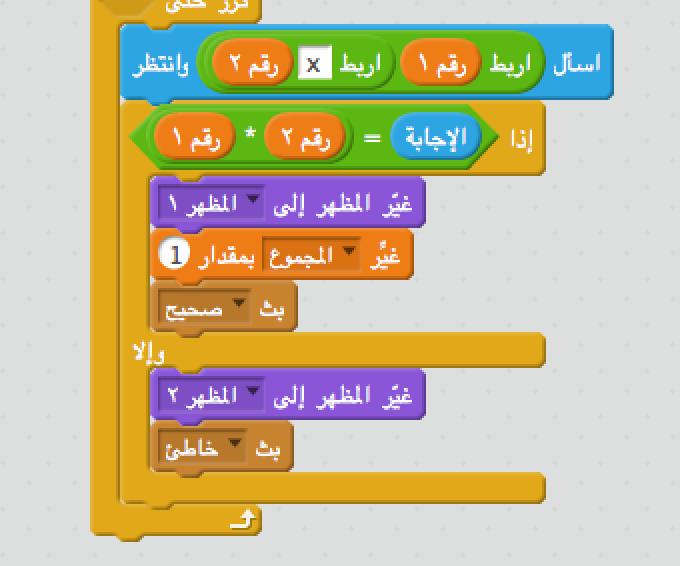 كرر حتى
اسأل اربط رقم ١ اربط x رقم ٢ وانتظر
إذا الإجابة = رقم ٢ * رقم ١
غيّر المظهر إلى المظهر ١
غيِّر المجموع بمقدار 1
بث صحيح
وإلا
غيّر المظهر إلى المظهر ٢
بث خاطئ